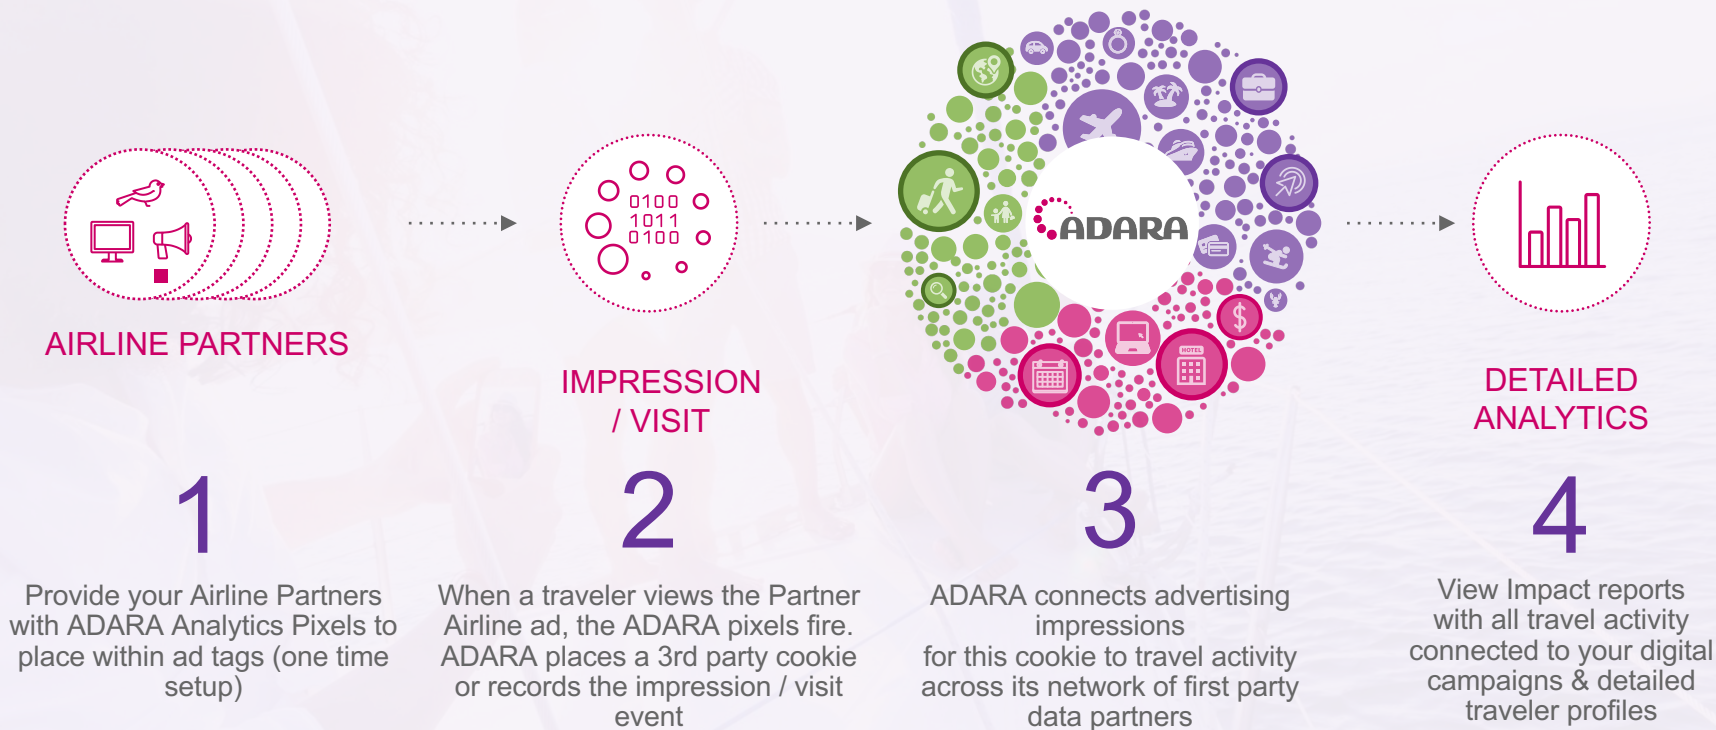 0100
1011
0100
ADARA
HOTEL
$
AIRLINE PARTNERS
IMPRESSION
/ VISIT
DETAILED
ANALYTICS
1
Provide your Airline Partners
with ADARA Analytics Pixels to
place within ad tags (one time
setup)
2
When a traveler views the Partner
Airline ad, the ADARA pixels fire.
ADARA places a 3rd party cookie
or records the impression / visit
event
3
ADARA connects advertising
impressions
for this cookie to travel activity
across its network of first party
data partners
4
View Impact reports
with all travel activity
connected to your digital
campaigns & detailed
traveler profiles